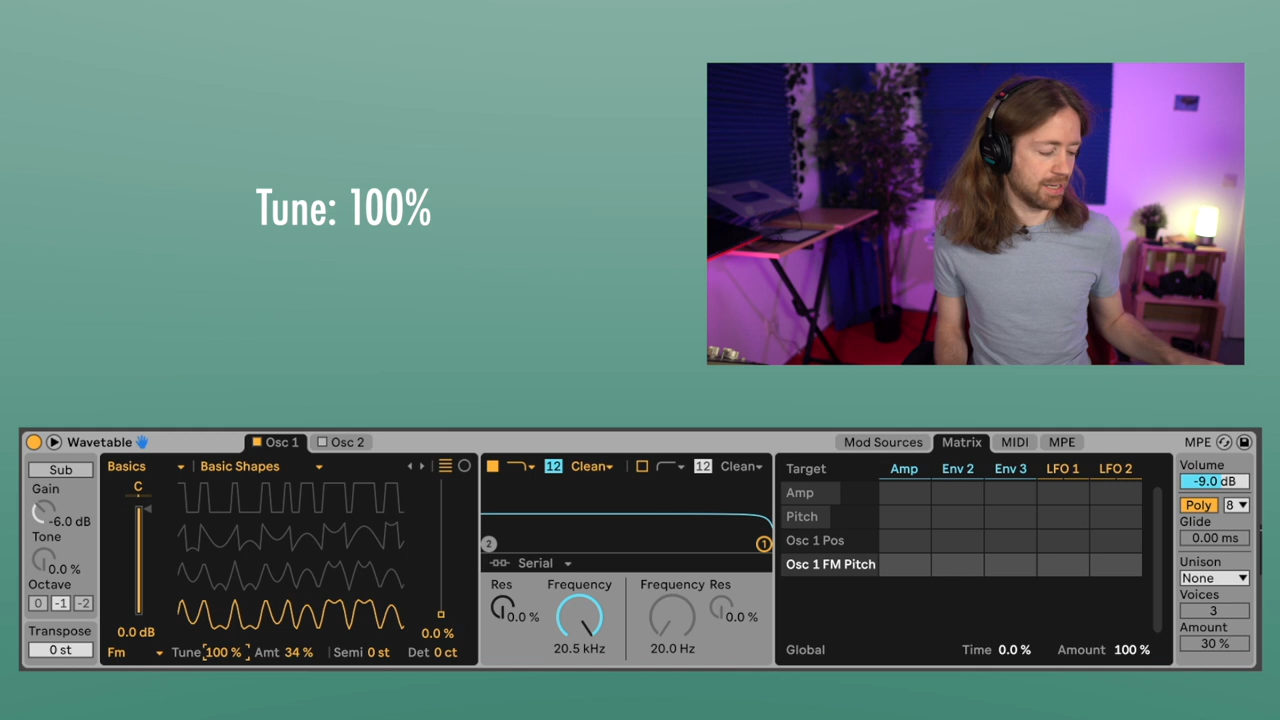 Tune: 100%
Wavetable
Osc 1
Osc 2
Mod Sources
Matrix
MIDI
MPE
MPE
Sub
Gain
-6.0 dB
Tone
0.0 %
Octave
0 -1 -2
Transpose
0 st
Basics
Basic Shapes
C
0.0 dB
0.0 %
Fm
Tune 100 %
Amt 34 %
Semi 0 st
Det 0 ct
12 Clean
12 Clean
2
1
Serial
Res
0.0 %
Frequency
20.5 kHz
Frequency
20.0 Hz
Res
0.0 %
Target Amp Env 2 Env 3 LFO 1 LFO 2
Amp
Pitch
Osc 1 Pos
Osc 1 FM Pitch
Global
Time 0.0 %
Amount 100 %
Volume
-9.0 dB
Poly 8
Glide
0.00 ms
Unison
None
Voices
3
Amount
30 %